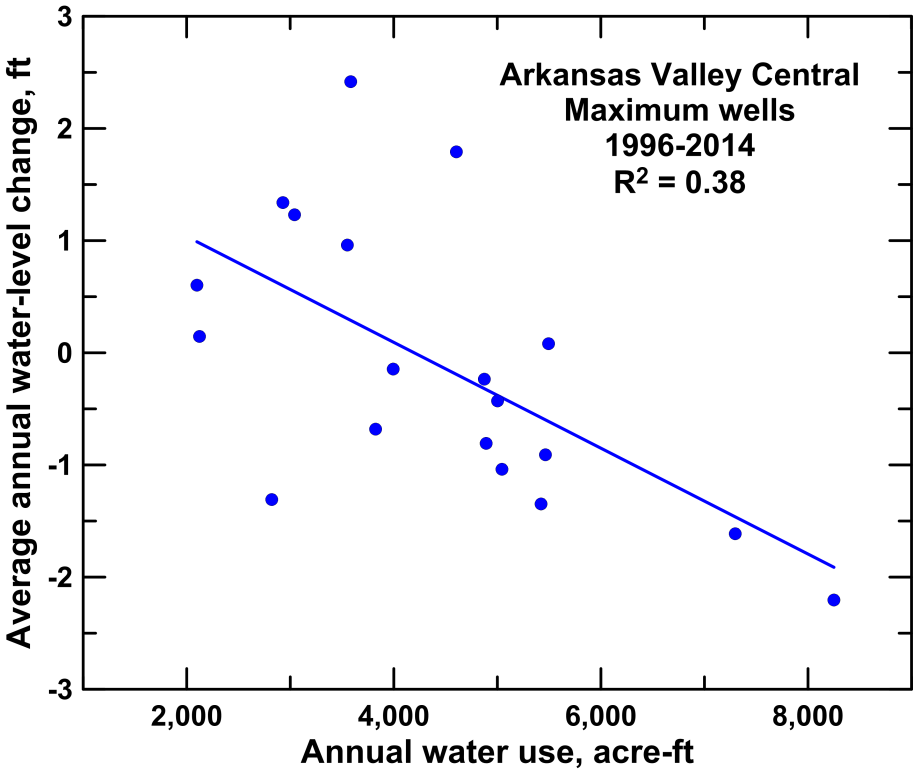 Arkansas Valley Central
Maximum wells
1996-2014
R² = 0.38
Average annual water-level change, ft
3
2
1
0
-1
-2
-3
2,000 4,000 6,000 8,000
Annual water use, acre-ft